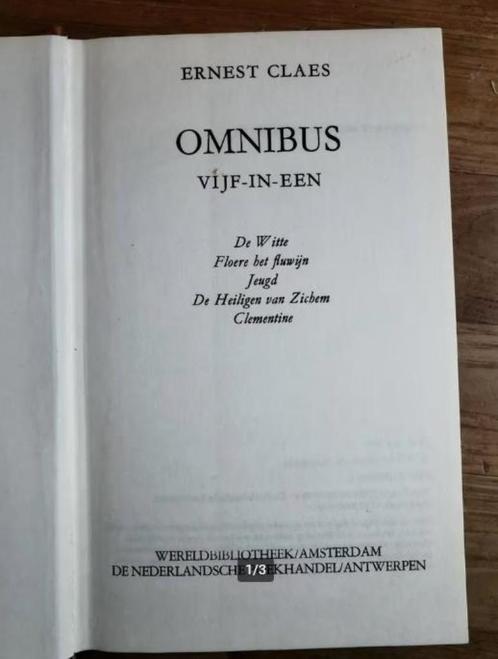 ERNEST CLAES
OMNIBUS
VIJF-IN-EEN
De Witte
Floere het fluwijn
Jeugd
De Heiligen van Zichem
Clementine
WERELDBIBLIOTHEEK/AMSTERDAM
DE NEDERLANDSCHE EKHANDEL/ANTWERPEN
1/3